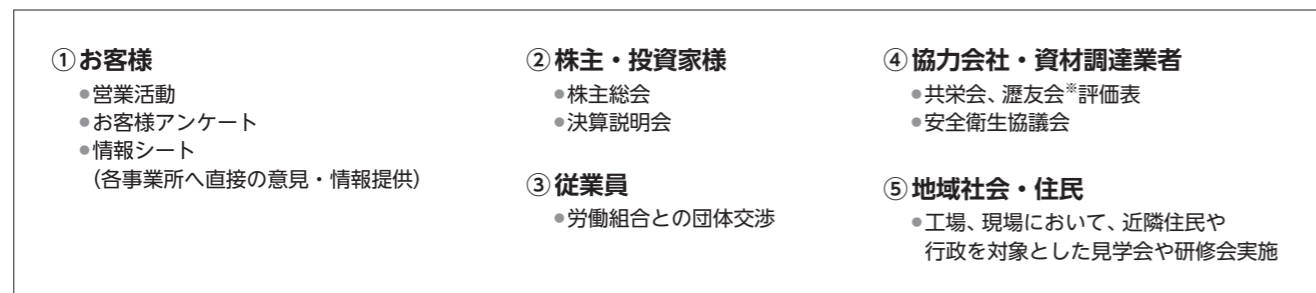 ①お客様
●営業活動
●お客様アンケート
●情報シート
(各事業所へ直接の意見・情報提供)
②株主・投資家様
●株主総会
●決算説明会
③従業員
●労働組合との団体交渉
④協力会社・資材調達業者
●共栄会、瀝友会※評価表
●安全衛生協議会
⑤地域社会・住民
●工場、現場において、近隣住民や
行政を対象とした見学会や研修会実施